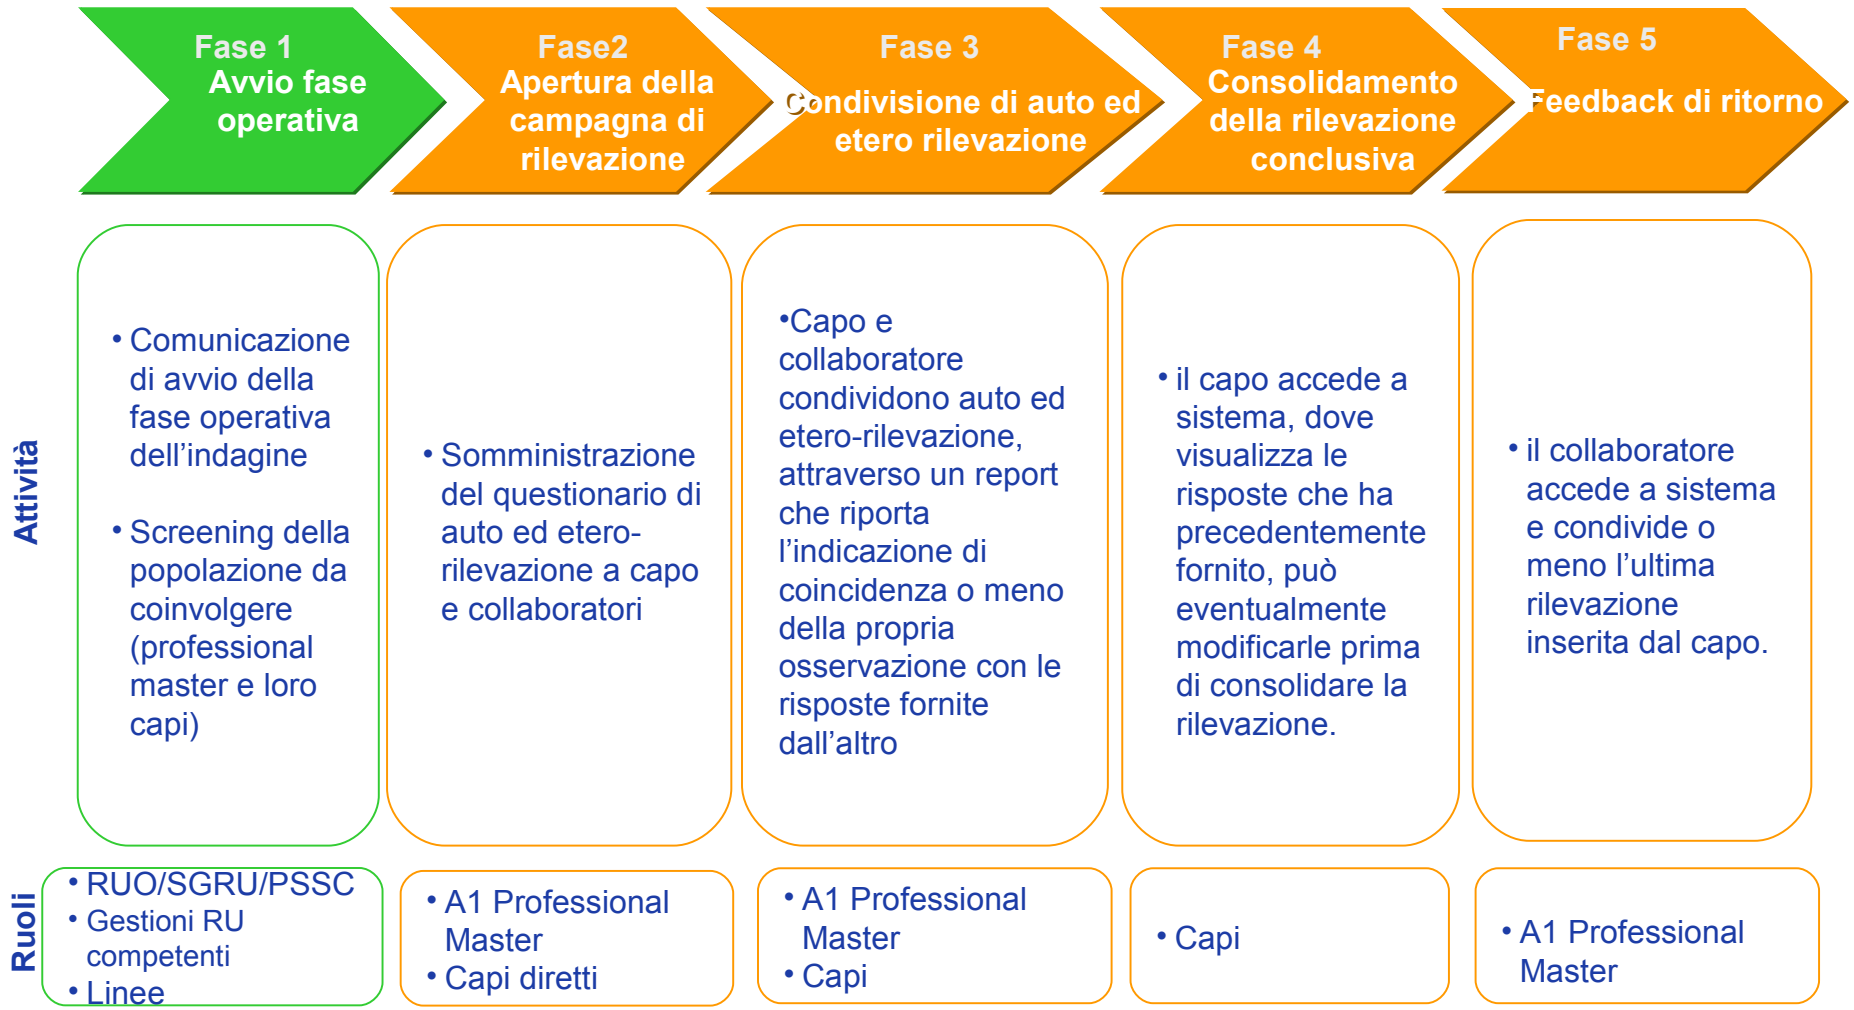 Fase 1
Avvio fase
operativa
Fase2
Apertura della
campagna di
rilevazione
Fase 3
Condivisione di auto ed
etero rilevazione
Fase 4
Consolidamento
della rilevazione
conclusiva
Fase 5
Feedback di ritorno
Attività
• Comunicazione
di avvio della
fase operativa
dell’indagine
• Screening della
popolazione da
coinvolgere
(professional
master e loro
capi)
• Somministrazione
del questionario di
auto ed etero-
rilevazione a capo
e collaboratori
•Capo e
collaboratore
condividono auto ed
etero-rilevazione,
attraverso un report
che riporta
l’indicazione di
coincidenza o meno
della propria
osservazione con le
risposte fornite
dall’altro
• il capo accede a
sistema, dove
visualizza le
risposte che ha
precedentemente
fornito, può
eventualmente
modificarle prima
di consolidare la
rilevazione.
• il collaboratore
accede a sistema
e condivide o
meno l’ultima
rilevazione
inserita dal capo.
Ruoli
• RUO/SGRU/PSSC
• Gestioni RU
competenti
• Linee
• A1 Professional
Master
• Capi diretti
• A1 Professional
Master
• Capi
• Capi
• A1 Professional
Master